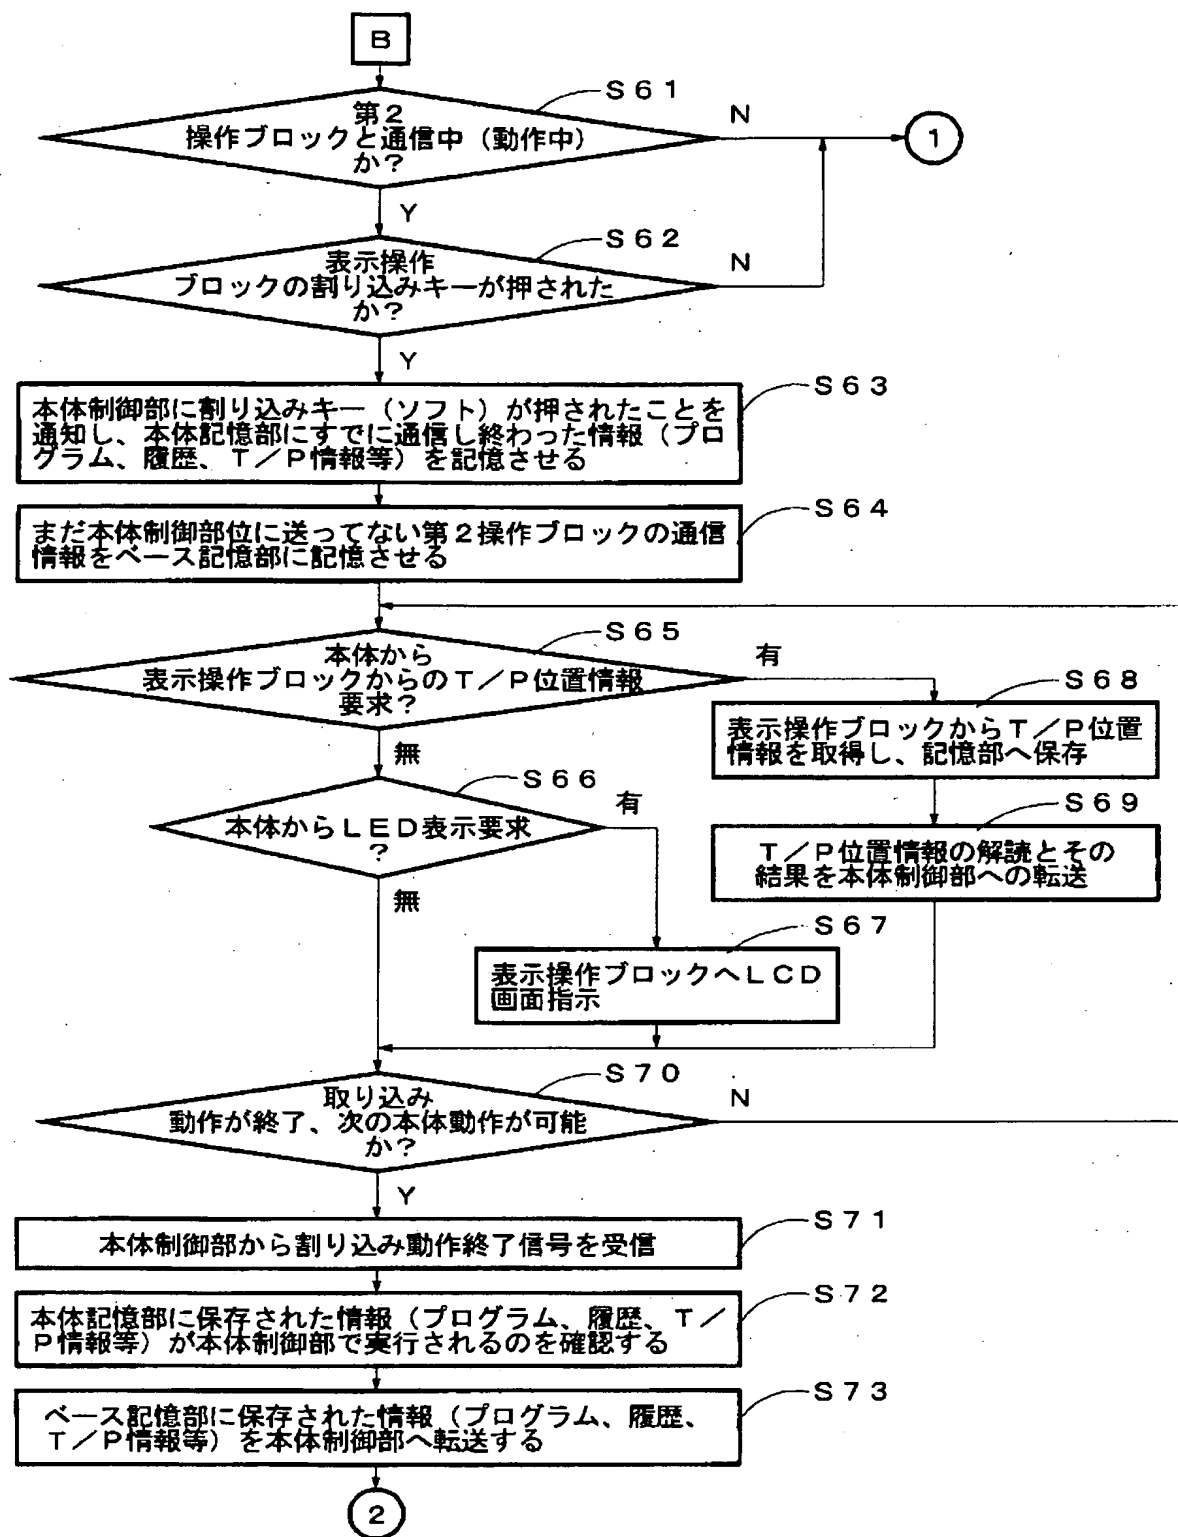 B
S61
第2
操作ブロックと通信中（動作中）
か？
N
1
Y
S62
表示操作
ブロックの割り込みキーが押された
か？
N
Y
S63
本体制御部に割り込みキー（ソフト）が押されたことを
通知し、本体記憶部にすでに通信し終わった情報（プロ
グラム、履歴、T／P情報等）を記憶させる
S64
まだ本体制御部位に送ってない第2操作ブロックの通信
情報をベース記憶部に記憶させる
S65
本体から
表示操作ブロックからのT／P位置情報
要求？
有
無
S68
表示操作ブロックからT／P位置
情報を取得し、記憶部へ保存
S66
本体からLED表示要求
？
有
無
S69
T／P位置情報の解読とその
結果を本体制御部への転送
S67
表示操作ブロックへLCD
画面指示
S70
取り込み
動作が終了、次の本体動作が可能
か？
N
Y
S71
本体制御部から割り込み動作終了信号を受信
S72
本体記憶部に保存された情報（プログラム、履歴、T／
P情報等）が本体制御部で実行されるのを確認する
S73
ベース記憶部に保存された情報（プログラム、履歴、
T／P情報等）を本体制御部へ転送する
2